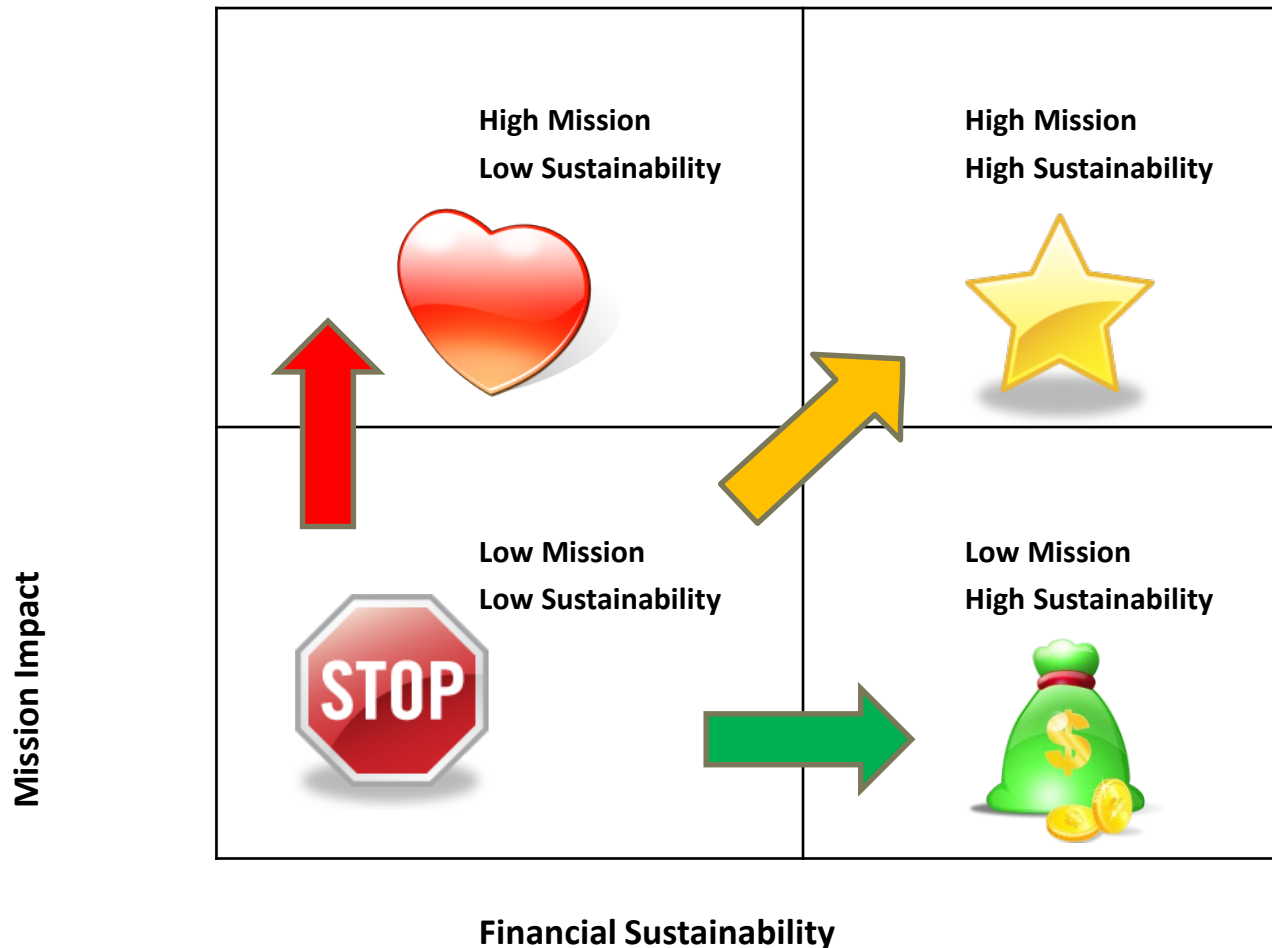 High Mission
Low Sustainability
High Mission
High Sustainability
Low Mission
Low Sustainability
Low Mission
High Sustainability
STOP
$
Mission Impact
Financial Sustainability